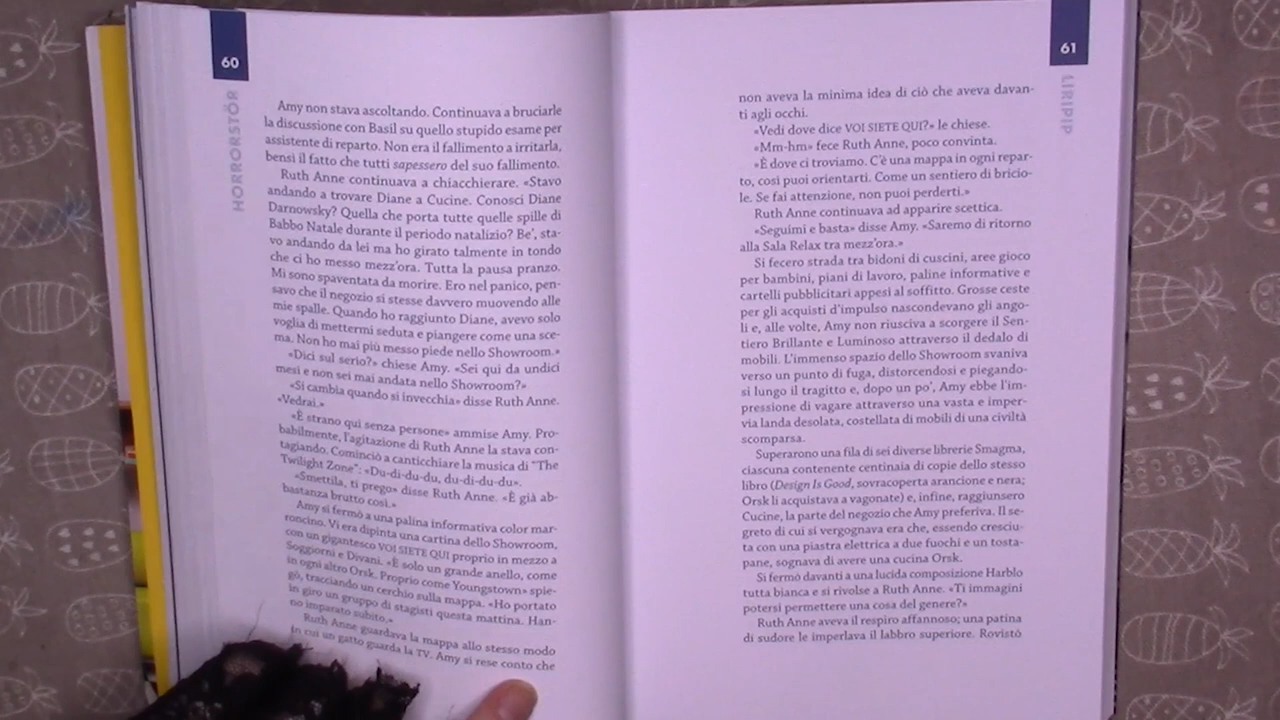 60
HORRORSTÖR
Amy non stava ascoltando. Continuava a bruciarle
la discussione con Basil su quello stupido esame per
assistente di reparto. Non era il fallimento a irritarla,
bensì il fatto che tutti sapessero del suo fallimento.
Ruth Anne continuava a chiacchierare. «Stavo
andando a trovare Diane a Cucine. Conosci Diane
Darnowsky? Quella che porta tutte quelle spille di
Babbo Natale durante il periodo natalizio? Be', sta-
vo andando da lei ma ho girato talmente in tondo
che ci ho messo mezz'ora. Tutta la pausa pranzo.
Mi sono spaventata da morire. Ero nel panico, pen-
savo che il negozio si stesse davvero muovendo alle
mie spalle. Quando ho raggiunto Diane, avevo solo
voglia di mettermi seduta e piangere come una sce-
ma. Non ho mai più messo piede nello Showroom.»
«Dici sul serio?» chiese Amy. «Sei qui da undici
mesi e non sei mai andata nello Showroom?»
«Si cambia quando si invecchia» disse Ruth Anne.
«Vedrai.»
«È strano qui senza persone» ammise Amy. Pro-
babilmente, l'agitazione di Ruth Anne la stava con-
tagiando. Cominciò a canticchiare la musica di "The
Twilight Zone": «Du-di-du-du, du-di-du-du».
«Smettila, ti prego» disse Ruth Anne. «È già ab-
bastanza brutto così.»
Amy si fermò a una palina informativa color mar-
roncino. Vi era dipinta una cartina dello Showroom,
con un gigantesco VOI SIETE QUI proprio in mezzo a
Soggiorni e Divani. «È solo un grande anello, come
in ogni altro Orsk. Proprio come Youngstown» spie-
gò, tracciando un cerchio sulla mappa. «Ho portato
in giro un gruppo di stagisti questa mattina. Han-
no imparato subito.»
Ruth Anne guardava la mappa allo stesso modo
in cui un gatto guarda la TV. Amy si rese conto che
61
LIRIPIP
non aveva la minima idea di ciò che aveva davan-
ti agli occhi.
«Vedi dove dice VOI SIETE QUI?» le chiese.
«Mm-hm» fece Ruth Anne, poco convinta.
«È dove ci troviamo. C'è una mappa in ogni repar-
to, così puoi orientarti. Come un sentiero di bricio-
le. Se fai attenzione, non puoi perderti.»
Ruth Anne continuava ad apparire scettica.
«Seguimi e basta» disse Amy. «Saremo di ritorno
alla Sala Relax tra mezz'ora.»
Si fecero strada tra bidoni di cuscini, aree gioco
per bambini, piani di lavoro, paline informative e
cartelli pubblicitari appesi al soffitto. Grosse ceste
per gli acquisti d'impulso nascondevano gli ango-
li e, alle volte, Amy non riusciva a scorgere il Sen-
tiero Brillante e Luminoso attraverso il dedalo di
mobili. L'immenso spazio dello Showroom svaniva
verso un punto di fuga, distorcendosi e piegando-
si lungo il tragitto e, dopo un po', Amy ebbe l'im-
pressione di vagare attraverso una vasta e imper-
via landa desolata, costellata di mobili di una civiltà
scomparsa.
Superarono una fila di sei diverse librerie Smagma,
ciascuna contenente centinaia di copie dello stesso
libro (Design Is Good, sovracoperta arancione e nera;
Orsk li acquistava a vagonate) e, infine, raggiunsero
Cucine, la parte del negozio che Amy preferiva. Il se-
greto di cui si vergognava era che, essendo cresciu-
ta con una piastra elettrica a due fuochi e un tosta-
pane, sognava di avere una cucina Orsk.
Si fermò davanti a una lucida composizione Harblo
tutta bianca e si rivolse a Ruth Anne. «Ti immagini
potersi permettere una cosa del genere?»
Ruth Anne aveva il respiro affannoso; una patina
di sudore le imperlava il labbro superiore. Rovistò